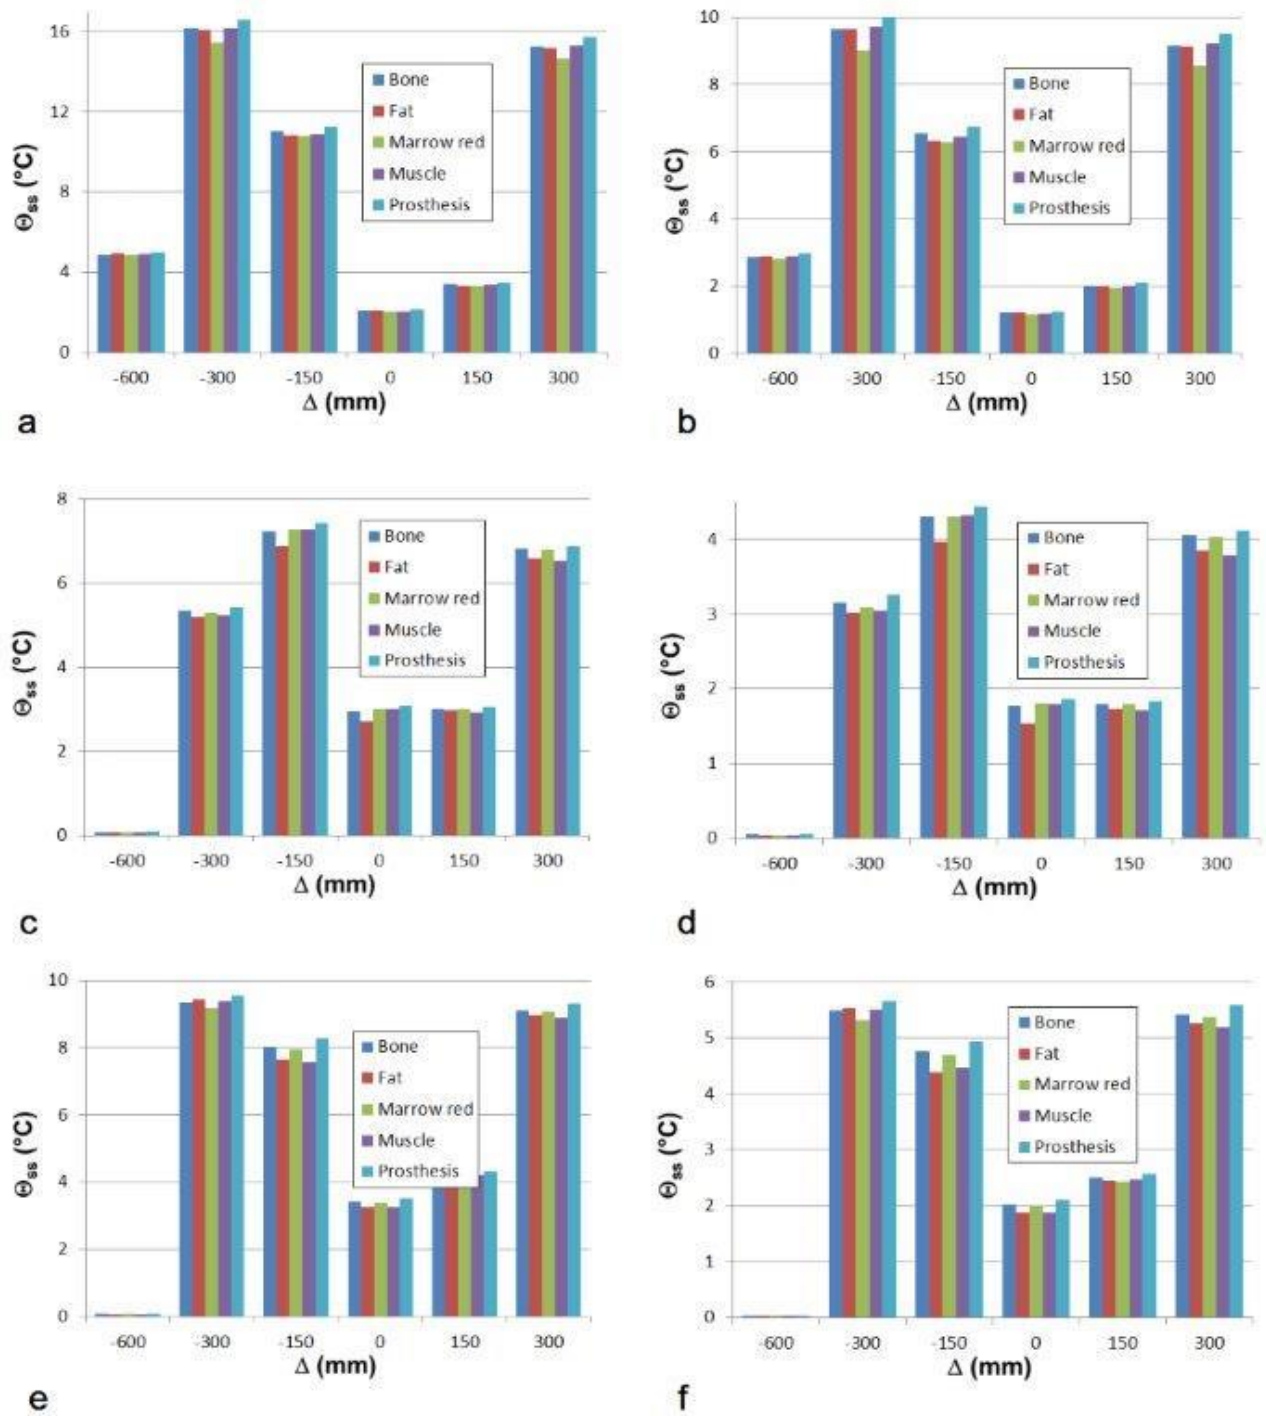 16
12
8
4
0
Θss (°C)
Bone
Fat
Marrow red
Muscle
Prosthesis
-600 -300 -150 0 150 300
Δ (mm)
a
10
8
6
4
2
0
Θss (°C)
Bone
Fat
Marrow red
Muscle
Prosthesis
-600 -300 -150 0 150 300
Δ (mm)
b
8
6
4
2
0
Θss (°C)
Bone
Fat
Marrow red
Muscle
Prosthesis
-600 -300 -150 0 150 300
Δ (mm)
c
4
3
2
1
0
Θss (°C)
Bone
Fat
Marrow red
Muscle
Prosthesis
-600 -300 -150 0 150 300
Δ (mm)
d
10
8
6
4
2
0
Θss (°C)
Bone
Fat
Marrow red
Muscle
Prosthesis
-600 -300 -150 0 150 300
Δ (mm)
e
6
5
4
3
2
1
0
Θss (°C)
Bone
Fat
Marrow red
Muscle
Prosthesis
-600 -300 -150 0 150 300
Δ (mm)
f